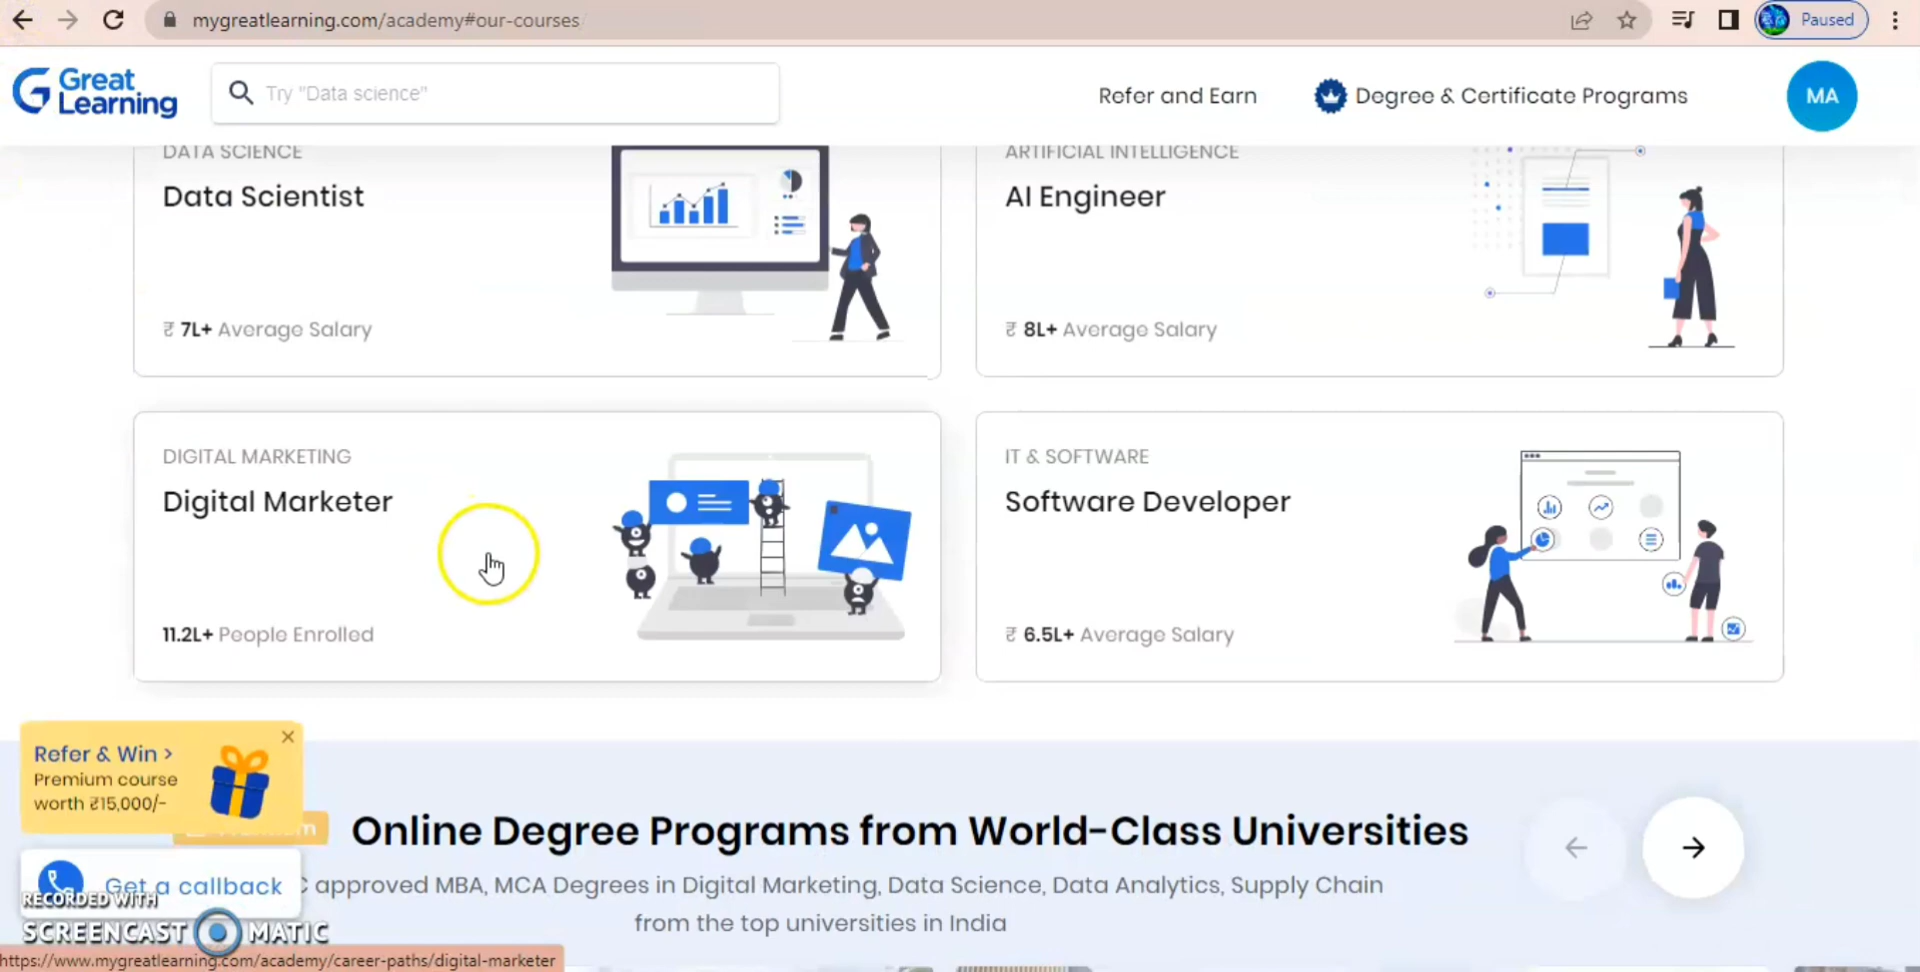 mygreatlearning.com/academy#our-courses
Paused
Great
Learning
Try "Data science"
Refer and Earn
Degree & Certificate Programs
MA
DATA SCIENCE
Data Scientist
₹ 7L+ Average Salary
ARTIFICIAL INTELLIGENCE
AI Engineer
₹ 8L+ Average Salary
DIGITAL MARKETING
Digital Marketer
11.2L+ People Enrolled
IT & SOFTWARE
Software Developer
₹ 6.5L+ Average Salary
Refer & Win >
Premium course
worth ₹15,000/-
Online Degree Programs from World-Class Universities
approved MBA, MCA Degrees in Digital Marketing, Data Science, Data Analytics, Supply Chain
from the top universities in India
Get a callback
RECORDED WITH
SCREENCAST MATIC
https://www.mygreatlearning.com/academy/career-paths/digital-marketer